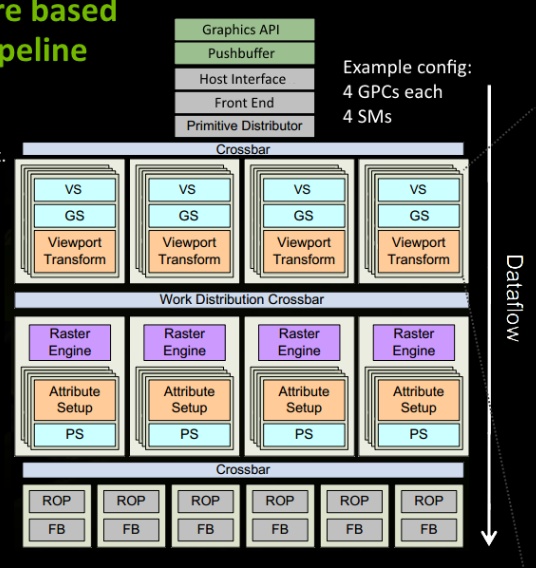 re based
peline
Graphics API
Pushbuffer
Host Interface
Front End
Primitive Distributor
Example config:
4 GPCs each
4 SMs
Crossbar
VS VS VS VS
GS GS GS GS
Viewport Viewport Viewport Viewport
Transform Transform Transform Transform
Work Distribution Crossbar
Raster Raster Raster Raster
Engine Engine Engine Engine
Attribute Attribute Attribute Attribute
Setup Setup Setup Setup
PS PS PS PS
Crossbar
ROP ROP ROP ROP ROP ROP
FB FB FB FB FB FB
Dataflow